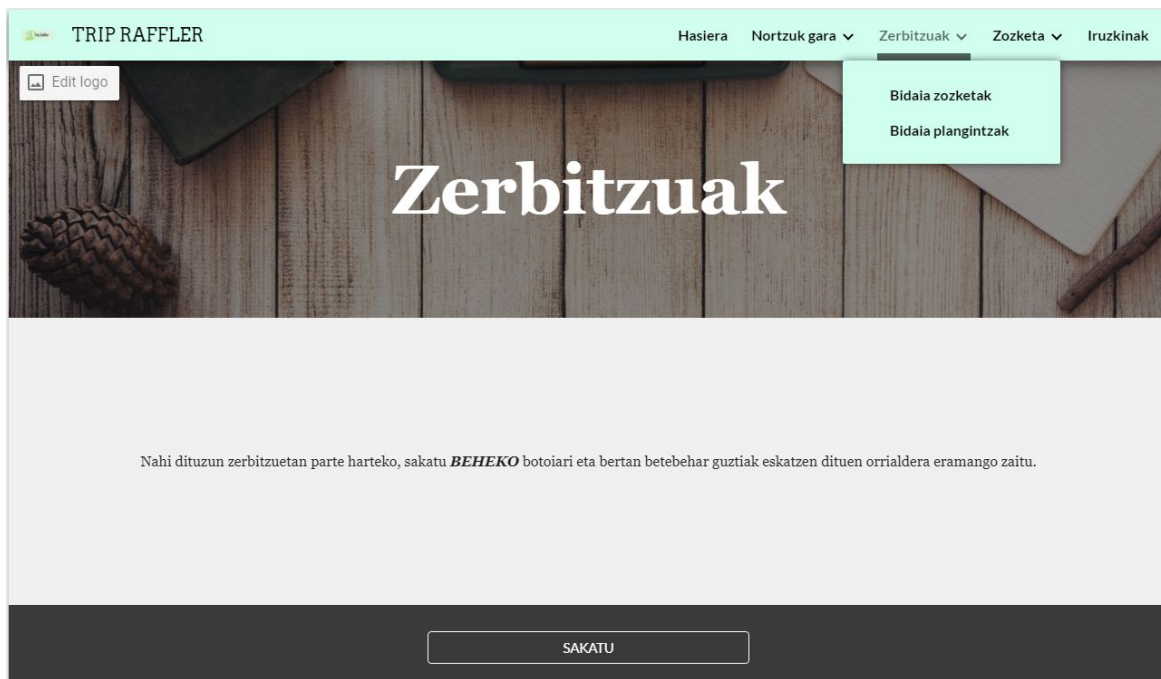 TRIP RAFFLER
Hasiera Nortzuk gara Zerbitzuak Zozketa Iruzkinak
Edit logo
Bidaia zozketak
Bidaia plangintzak
Zerbitzuak
Nahi dituzun zerbitzuetan parte harteko, sakatu BEHEKO botoiari eta bertan betebehar guztiak eskatzen dituen orrialdera eramango zaitu.
SAKATU